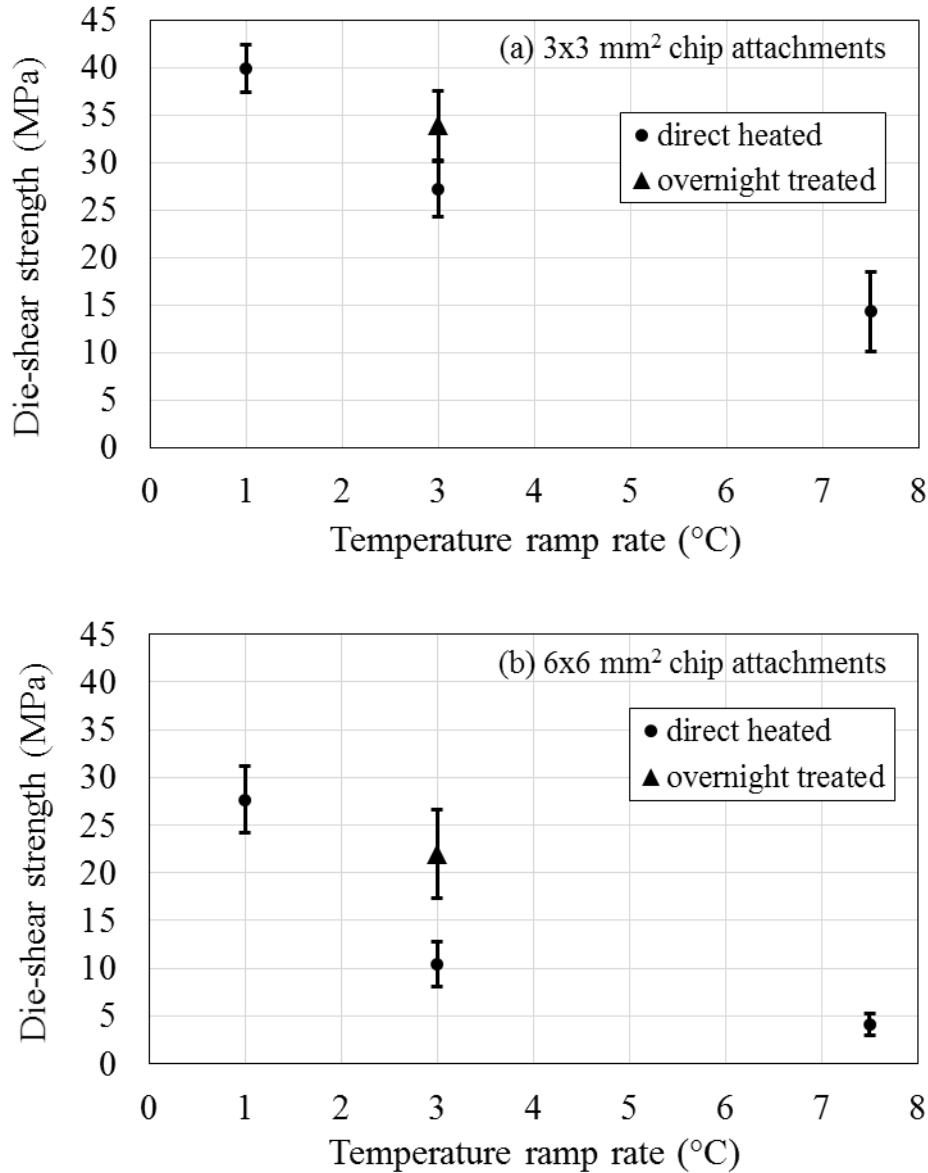 (a) 3x3 mm² chip attachments
Die-shear strength (MPa)
45
40
35
30
25
20
15
10
5
0
direct heated
overnight treated
0 1 2 3 4 5 6 7 8
Temperature ramp rate (°C)
(b) 6x6 mm² chip attachments
Die-shear strength (MPa)
45
40
35
30
25
20
15
10
5
0
direct heated
overnight treated
0 1 2 3 4 5 6 7 8
Temperature ramp rate (°C)